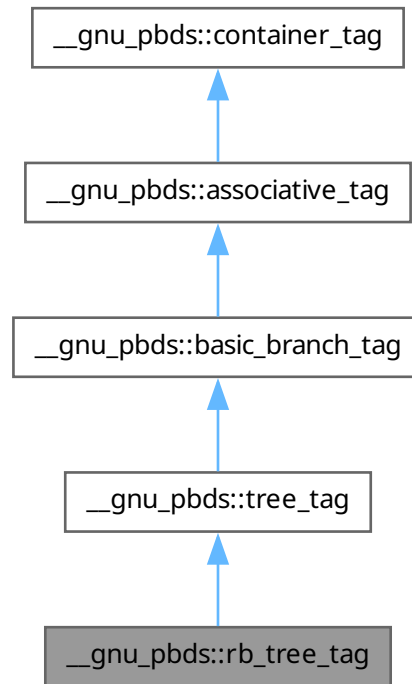 __gnu_pbds::container_tag
__gnu_pbds::associative_tag
__gnu_pbds::basic_branch_tag
__gnu_pbds::tree_tag
__gnu_pbds::rb_tree_tag